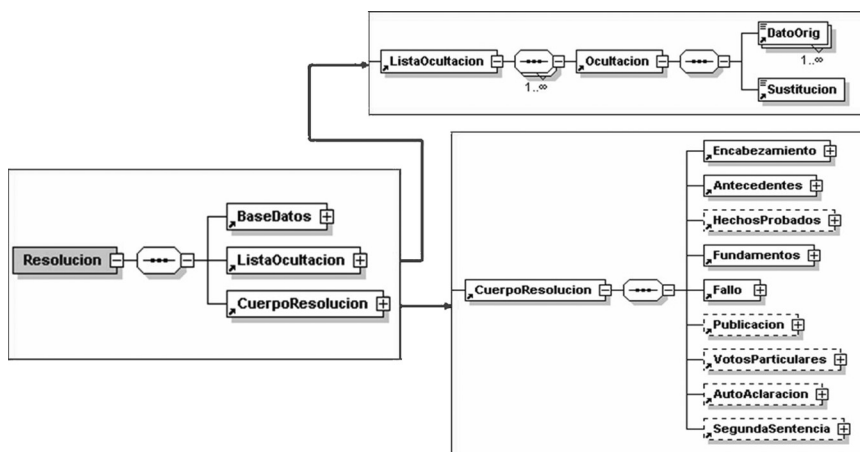 ListaOcultacion
1..∞
Ocultacion
DatoOrig
1..∞
Sustitucion
Resolucion
BaseDatos
ListaOcultacion
CuerpoResolucion
CuerpoResolucion
Encabezamiento
Antecedentes
HechosProbados
Fundamentos
Fallo
Publicacion
VotosParticulares
AutoAclaracion
SegundaSentencia